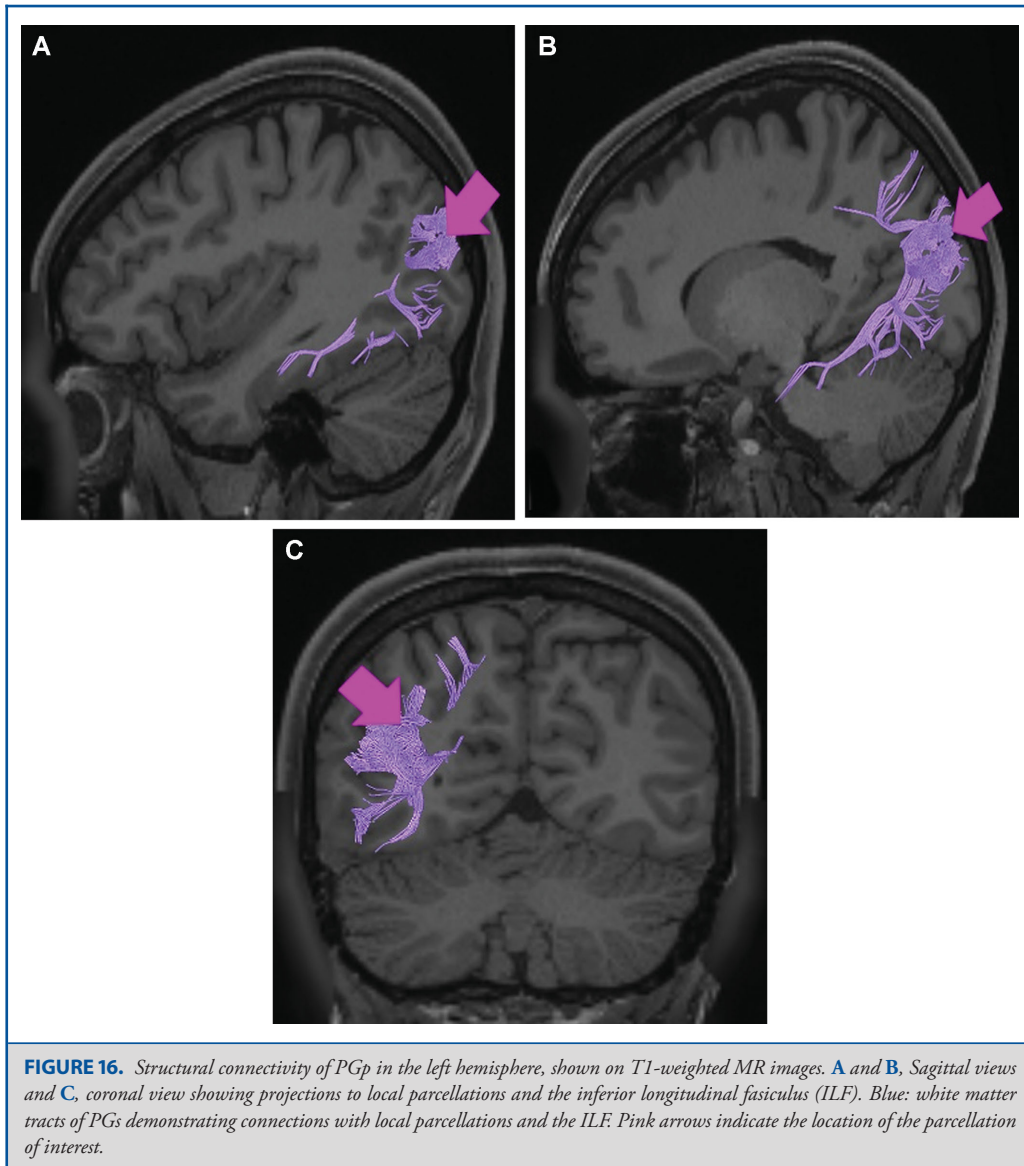 A
B
C
FIGURE 16. Structural connectivity of PGp in the left hemisphere, shown on T1-weighted MR images. A and B, Sagittal views
and C, coronal view showing projections to local parcellations and the inferior longitudinal fasiculus (ILF). Blue: white matter
tracts of PGs demonstrating connections with local parcellations and the ILF. Pink arrows indicate the location of the parcellation
of interest.